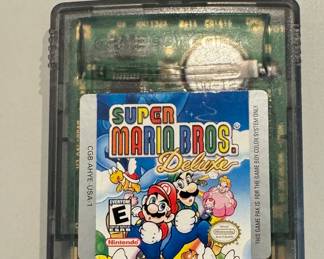 SUPER
MARIO BROS.
Deluxe
CGB-AHYE-USA-1
THIS GAME PAK IS FOR THE GAME BOY COLOR SYSTEM ONLY
EVERYONE
E
ESRB
Nintendo